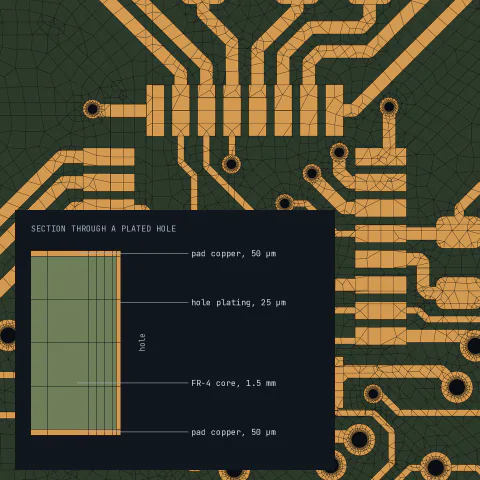 SECTION THROUGH A PLATED HOLE
pad copper, 50 µm
hole plating, 25 µm
hole
FR-4 core, 1.5 mm
pad copper, 50 µm